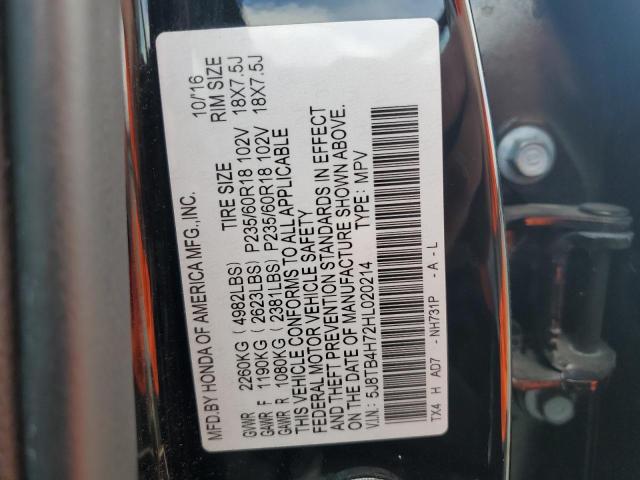 MFD.BY HONDA OF AMERICA MFG.,INC. 10/16
TIRE SIZE RIM SIZE
GVWR 2260KG (4982LBS)
GAWR F 1190KG (2623LBS) P235/60R18 102V 18X7.5J
GAWR R 1080KG (2381LBS) P235/60R18 102V 18X7.5J
THIS VEHICLE CONFORMS TO ALL APPLICABLE
FEDERAL MOTOR VEHICLE SAFETY
AND THEFT PREVENTION STANDARDS IN EFFECT
ON THE DATE OF MANUFACTURE SHOWN ABOVE.
V.I.N.: 5J8TB4H72HL020214 TYPE: MPV
TX4 H AD7 - NH731P - A - L